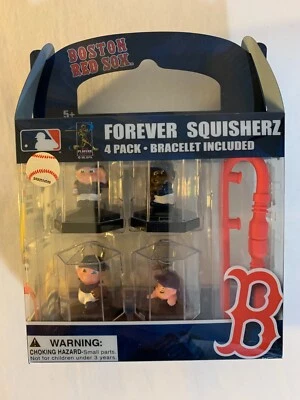 BOSTON
RED SOX
5+
FOREVER SQUISHERZ
4 PACK • BRACELET INCLUDED
B
⚠ WARNING:
CHOKING HAZARD-Small parts.
Not for children under 3 years.